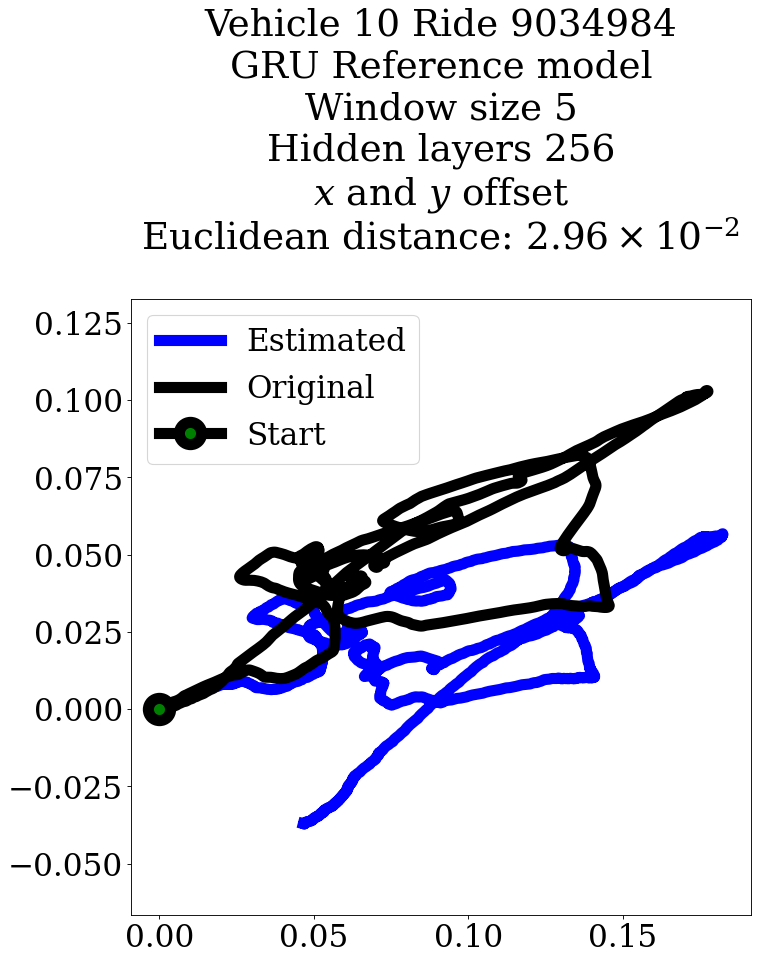 Vehicle 10 Ride 9034984
GRU Reference model
Window size 5
Hidden layers 256
x and y offset
Euclidean distance: 2.96 × 10⁻²
Estimated
Original
Start
0.125
0.100
0.075
0.050
0.025
0.000
−0.025
−0.050
0.00 0.05 0.10 0.15